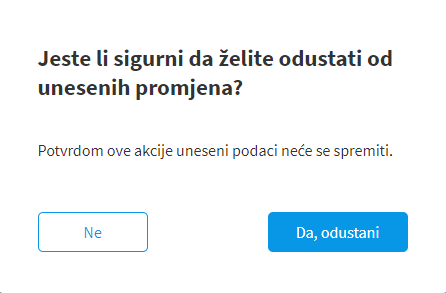 Jeste li sigurni da želite odustati od
unesenih promjena?
Potvrdom ove akcije uneseni podaci neće se spremiti.
Ne
Da, odustani